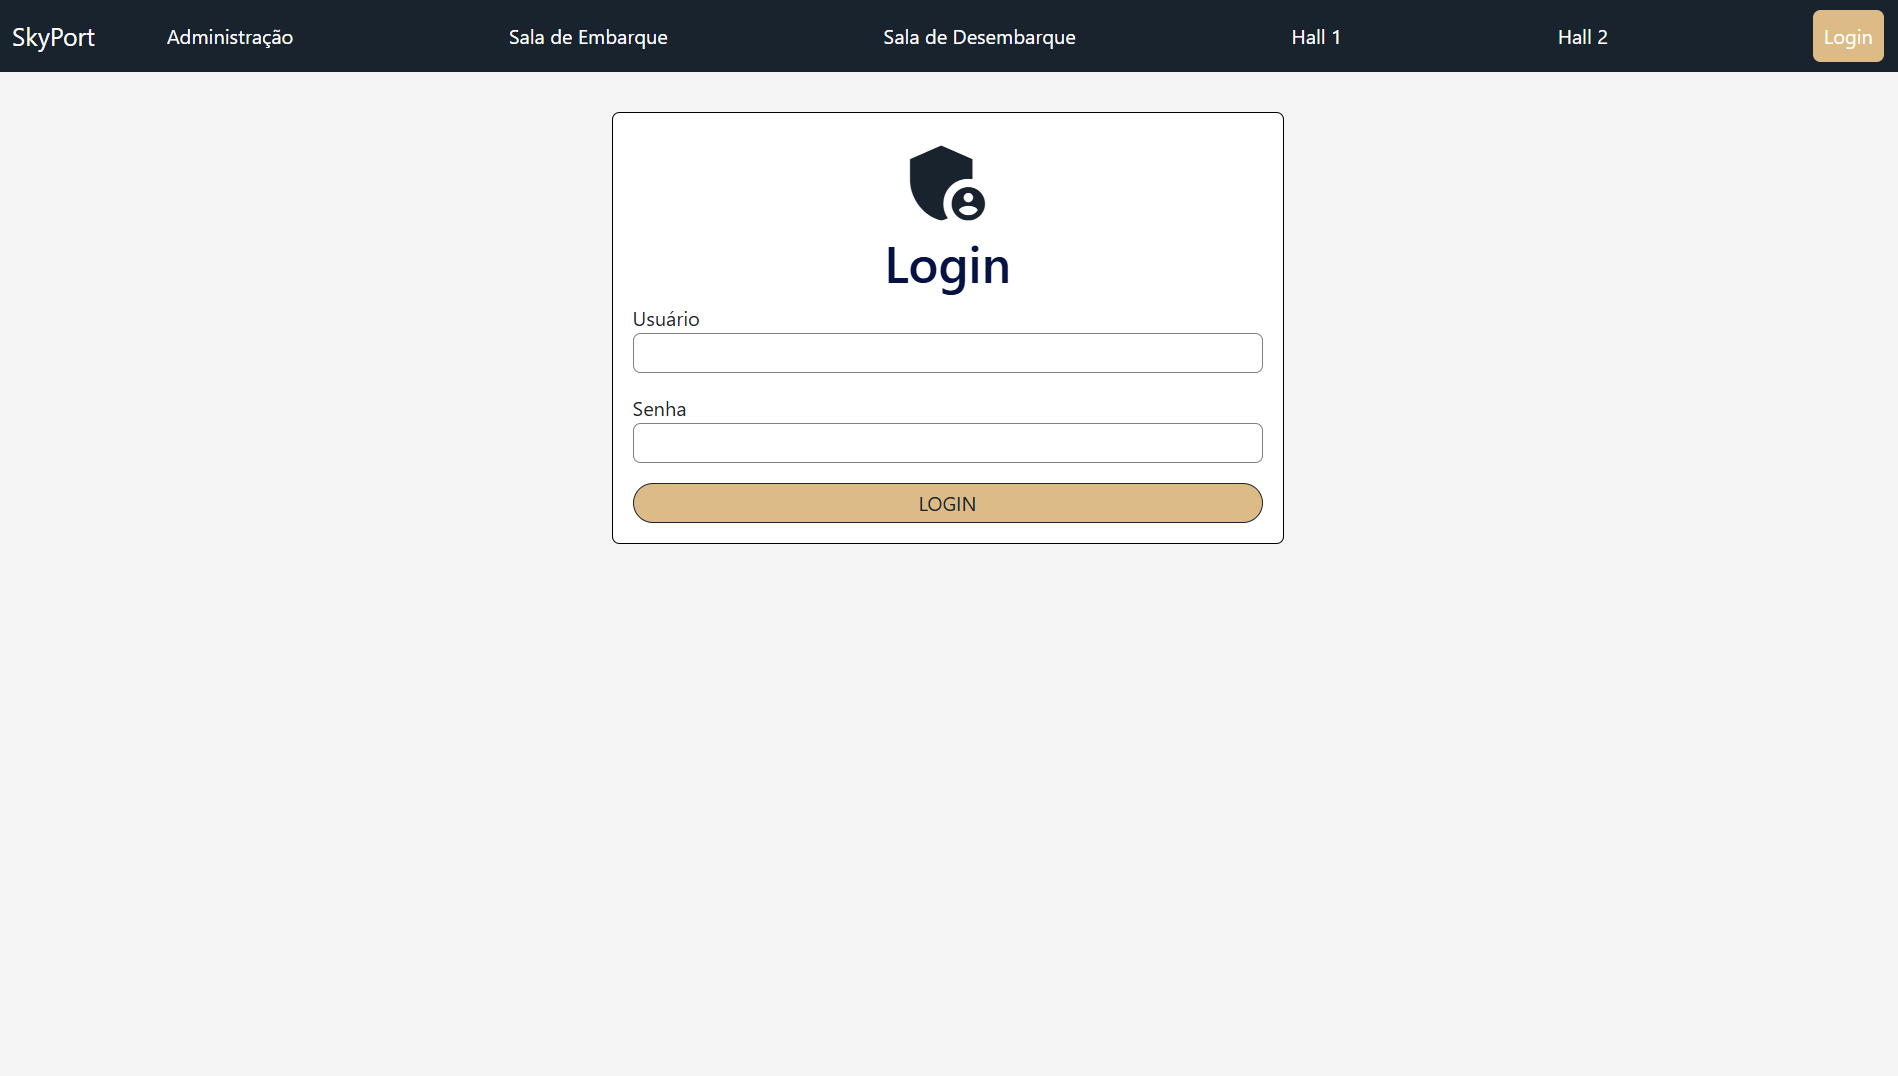 SkyPort Administração Sala de Embarque Sala de Desembarque Hall 1 Hall 2 Login
Login
Usuário
Senha
LOGIN